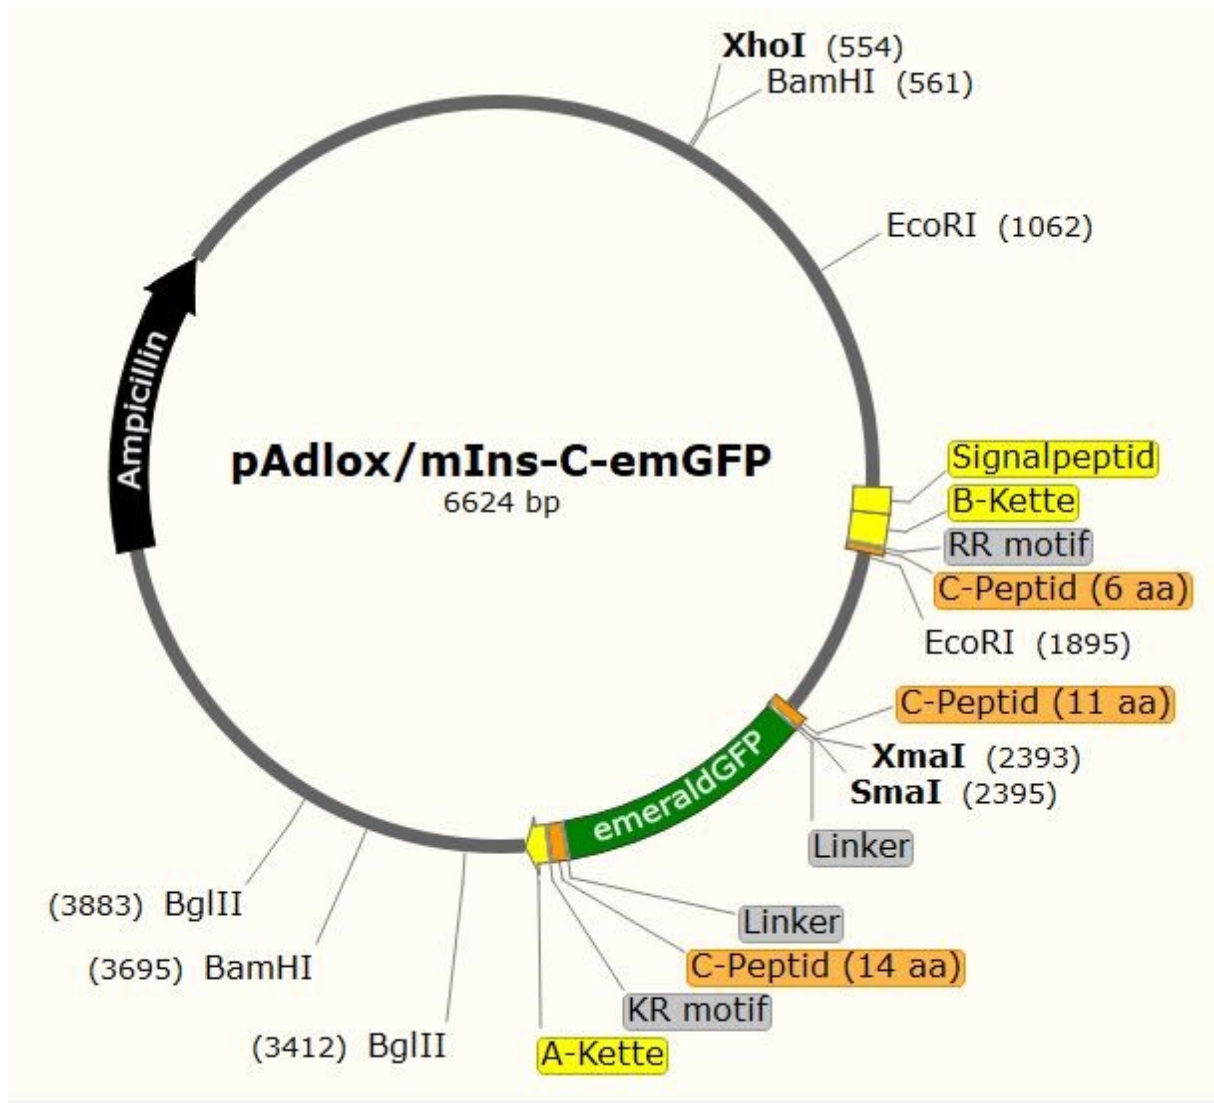 XhoI (554)
BamHI (561)
EcoRI (1062)
Ampicillin
pAdlox/mIns-C-emGFP
6624 bp
Signalpeptid
B-Kette
RR motif
C-Peptid (6 aa)
EcoRI (1895)
C-Peptid (11 aa)
XmaI (2393)
SmaI (2395)
emeraldGFP
Linker
(3883) BglII
Linker
(3695) BamHI
C-Peptid (14 aa)
KR motif
(3412) BglII
A-Kette